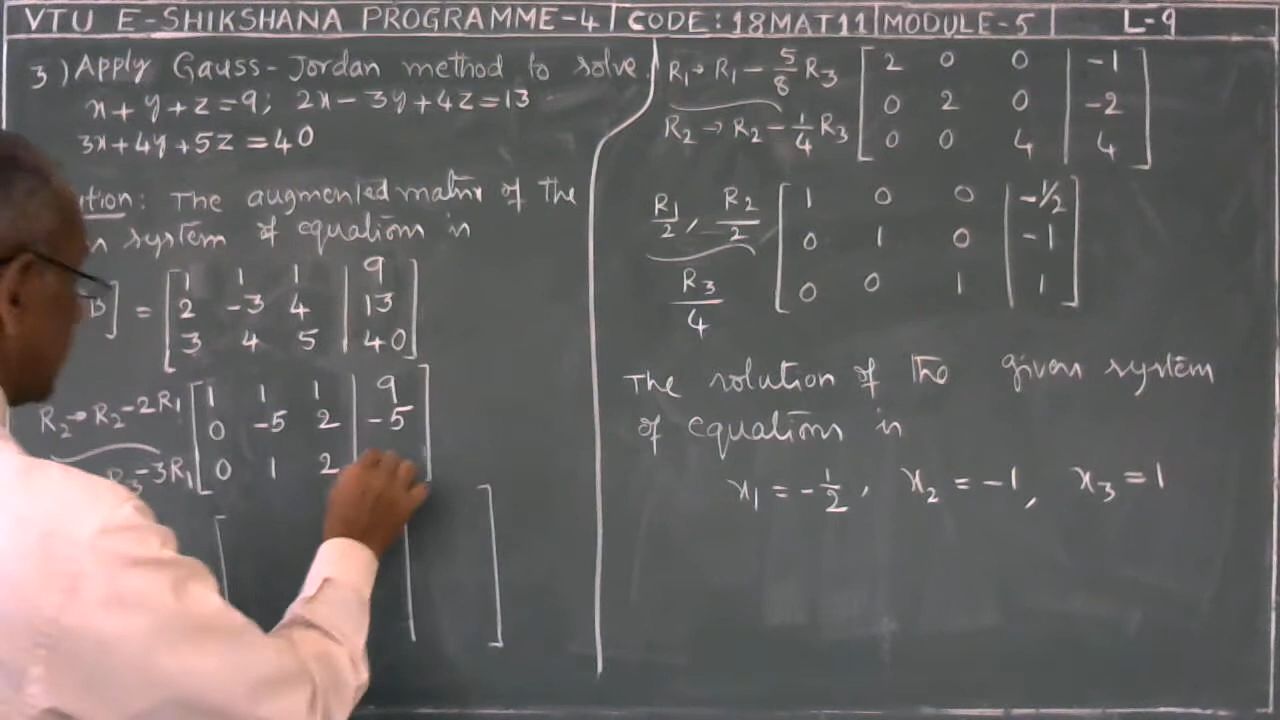 VTU E-SHIKSHANA PROGRAMME-4 | CODE: 18MAT11 | MODULE-5 | L-9
3) Apply Gauss-Jordan method to solve.
x+y+z=9; 2x-3y+4z=13
3x+4y+5z=40
ution: The augmented matrix of the
n system of equations is
B] = [1 1 1 | 9
2 -3 4 | 13
3 4 5 | 40]
R₂→R₂-2R₁ [1 1 1 | 9
0 -5 2 | -5
R₃-3R₁ 0 1 2 |
R₁→R₁-5/8 R₃ [2 0 0 | -1
0 2 0 | -2
R₂→R₂-1/4 R₃ 0 0 4 | 4]
R₁/2, R₂/2 [1 0 0 | -1/2
0 1 0 | -1
R₃/4 0 0 1 | 1]
The solution of the given system
of equations is
x₁ = -1/2, x₂ = -1, x₃ = 1